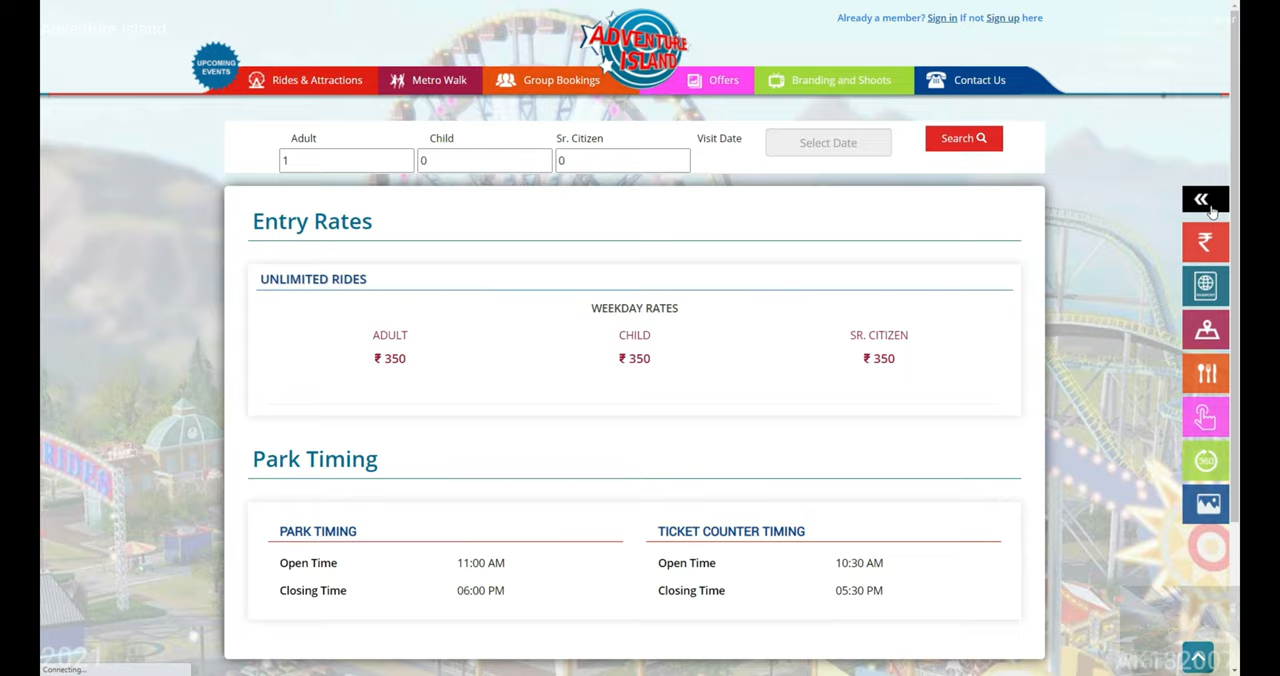 Adventure Island
Already a member? Sign in If not Sign up here
ADVENTURE
ISLAND
UPCOMING
EVENTS
Rides & Attractions
Metro Walk
Group Bookings
Offers
Branding and Shoots
Contact Us
Adult
Child
Sr. Citizen
Visit Date
Select Date
Search
1
0
0
Entry Rates
UNLIMITED RIDES
WEEKDAY RATES
ADULT
CHILD
SR. CITIZEN
₹ 350
₹ 350
₹ 350
₹
360
Park Timing
RIDES
PARK TIMING
TICKET COUNTER TIMING
Open Time
11:00 AM
Open Time
10:30 AM
Closing Time
06:00 PM
Closing Time
05:30 PM
Connecting...